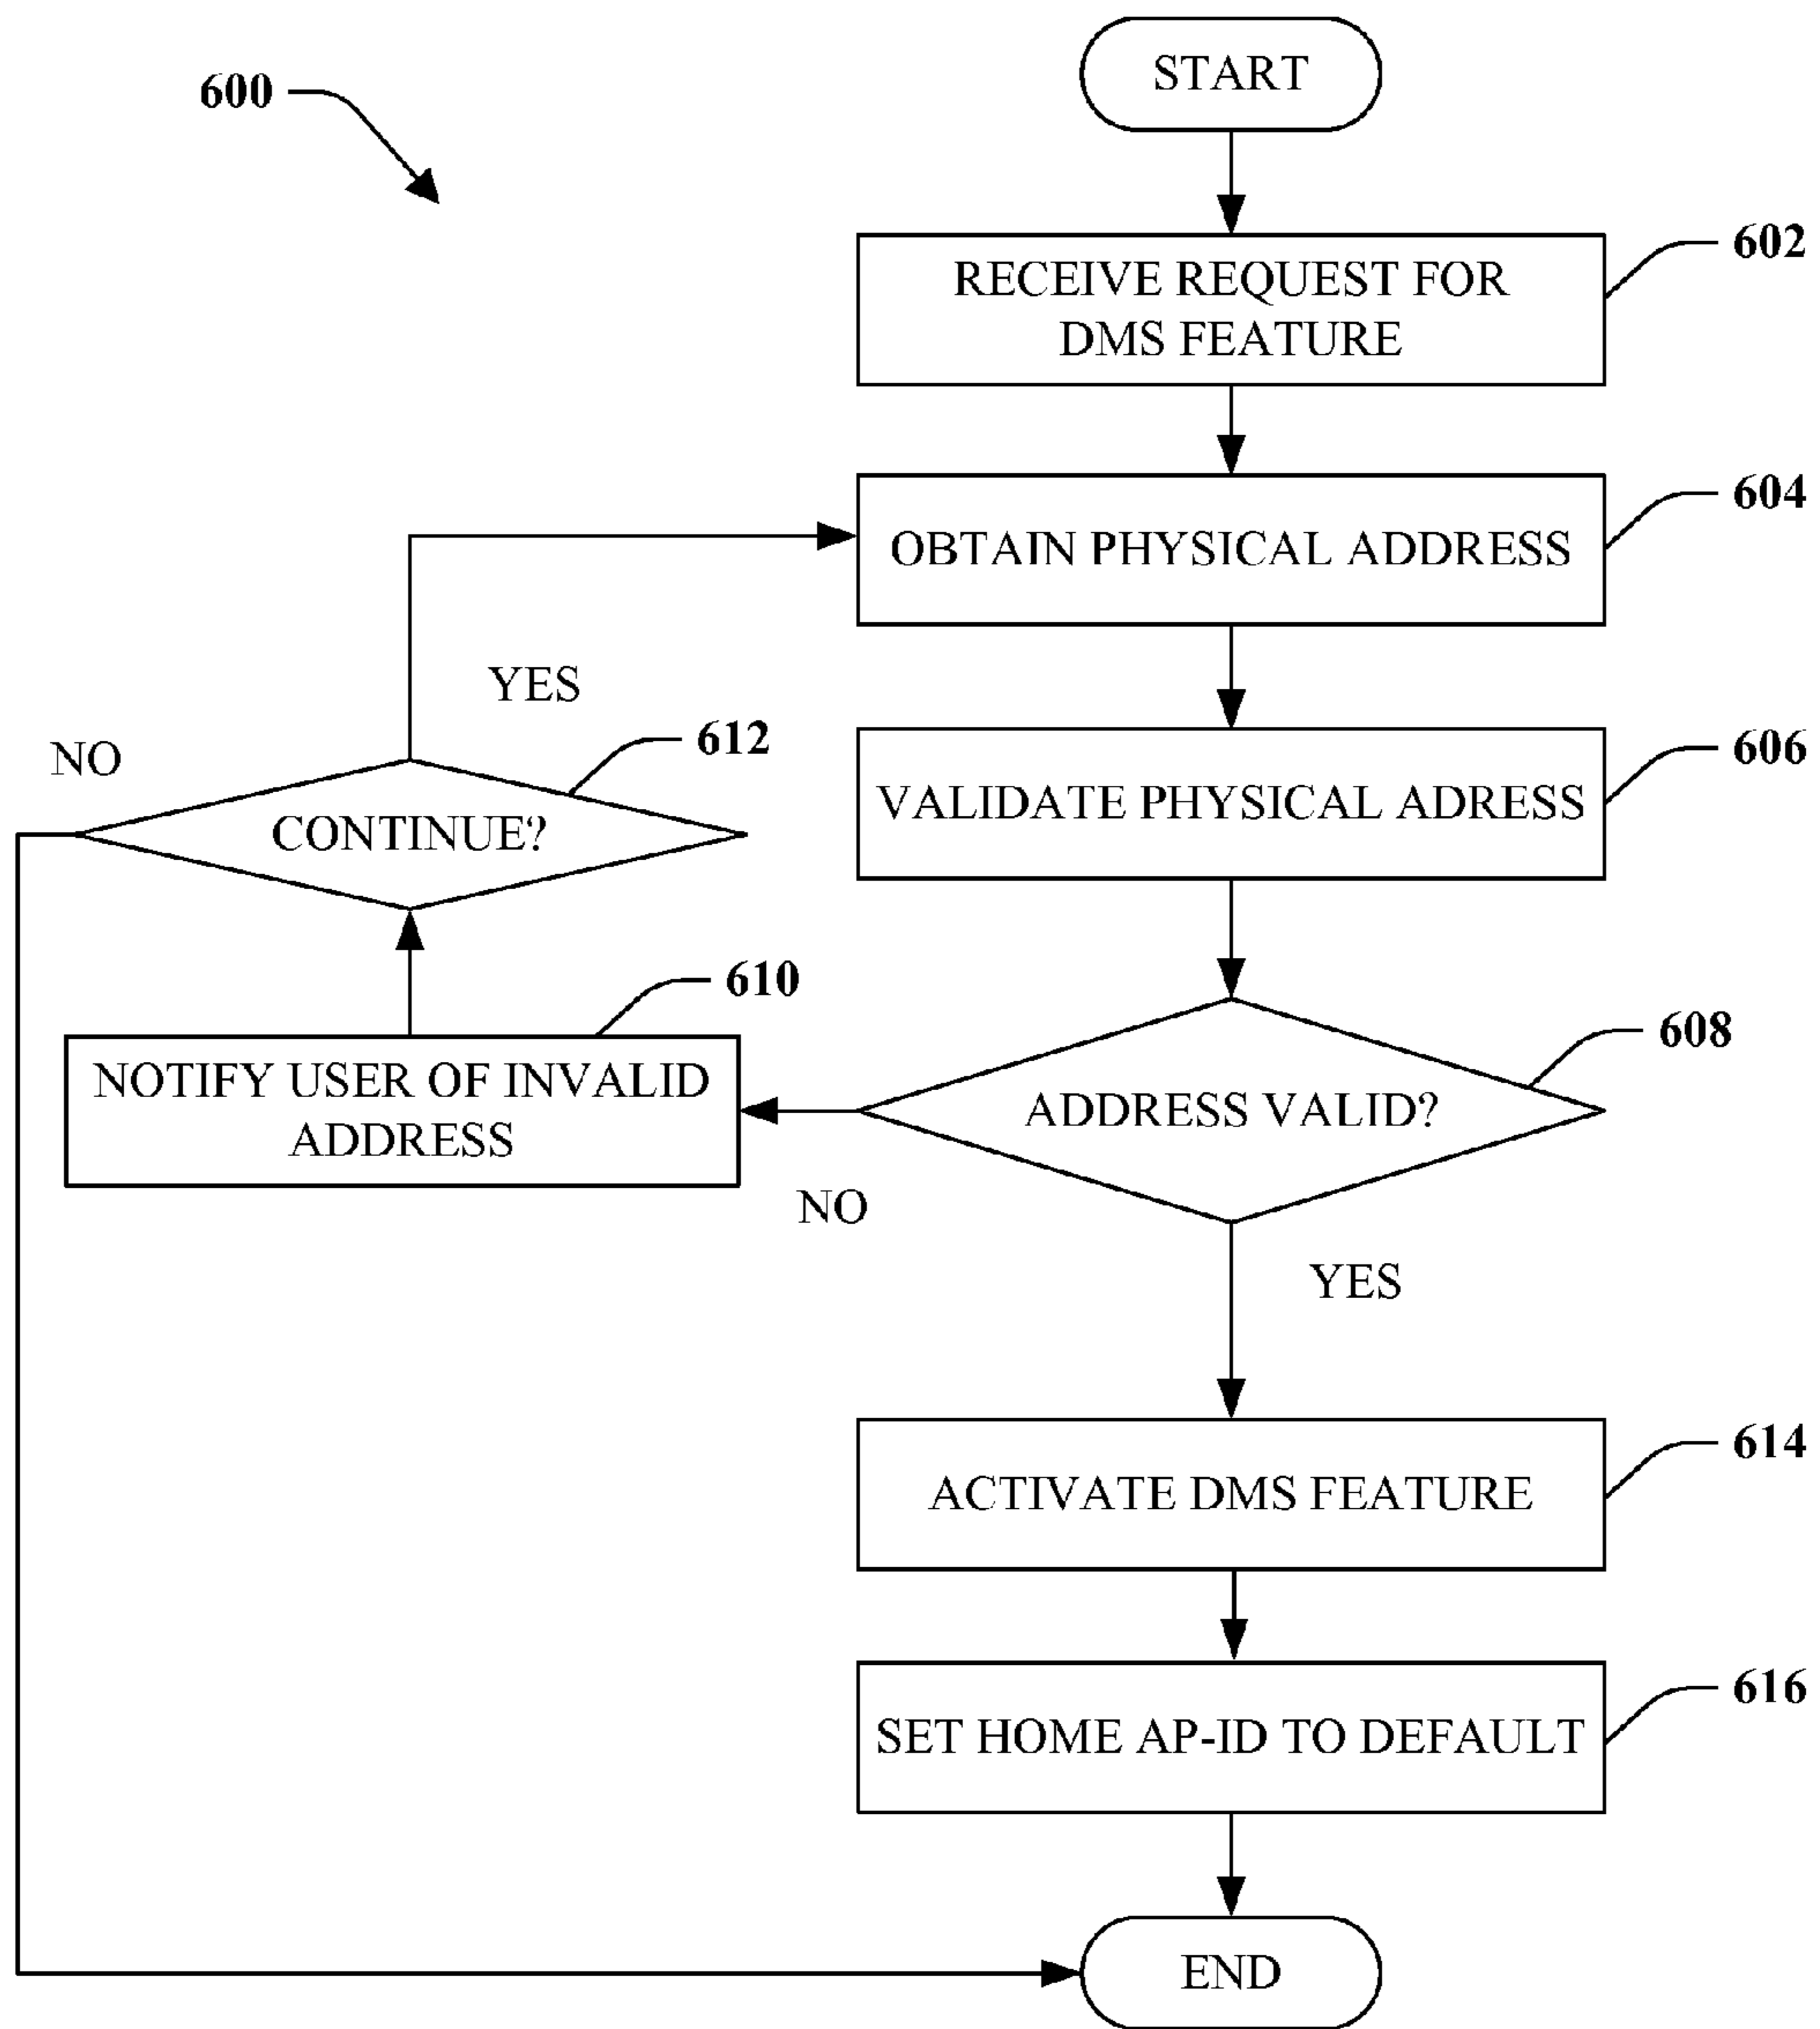 600
START
602
RECEIVE REQUEST FOR
DMS FEATURE
604
OBTAIN PHYSICAL ADDRESS
YES
606
VALIDATE PHYSICAL ADRESS
612
NO
CONTINUE?
610
NOTIFY USER OF INVALID
ADDRESS
608
ADDRESS VALID?
NO
YES
614
ACTIVATE DMS FEATURE
616
SET HOME AP-ID TO DEFAULT
END